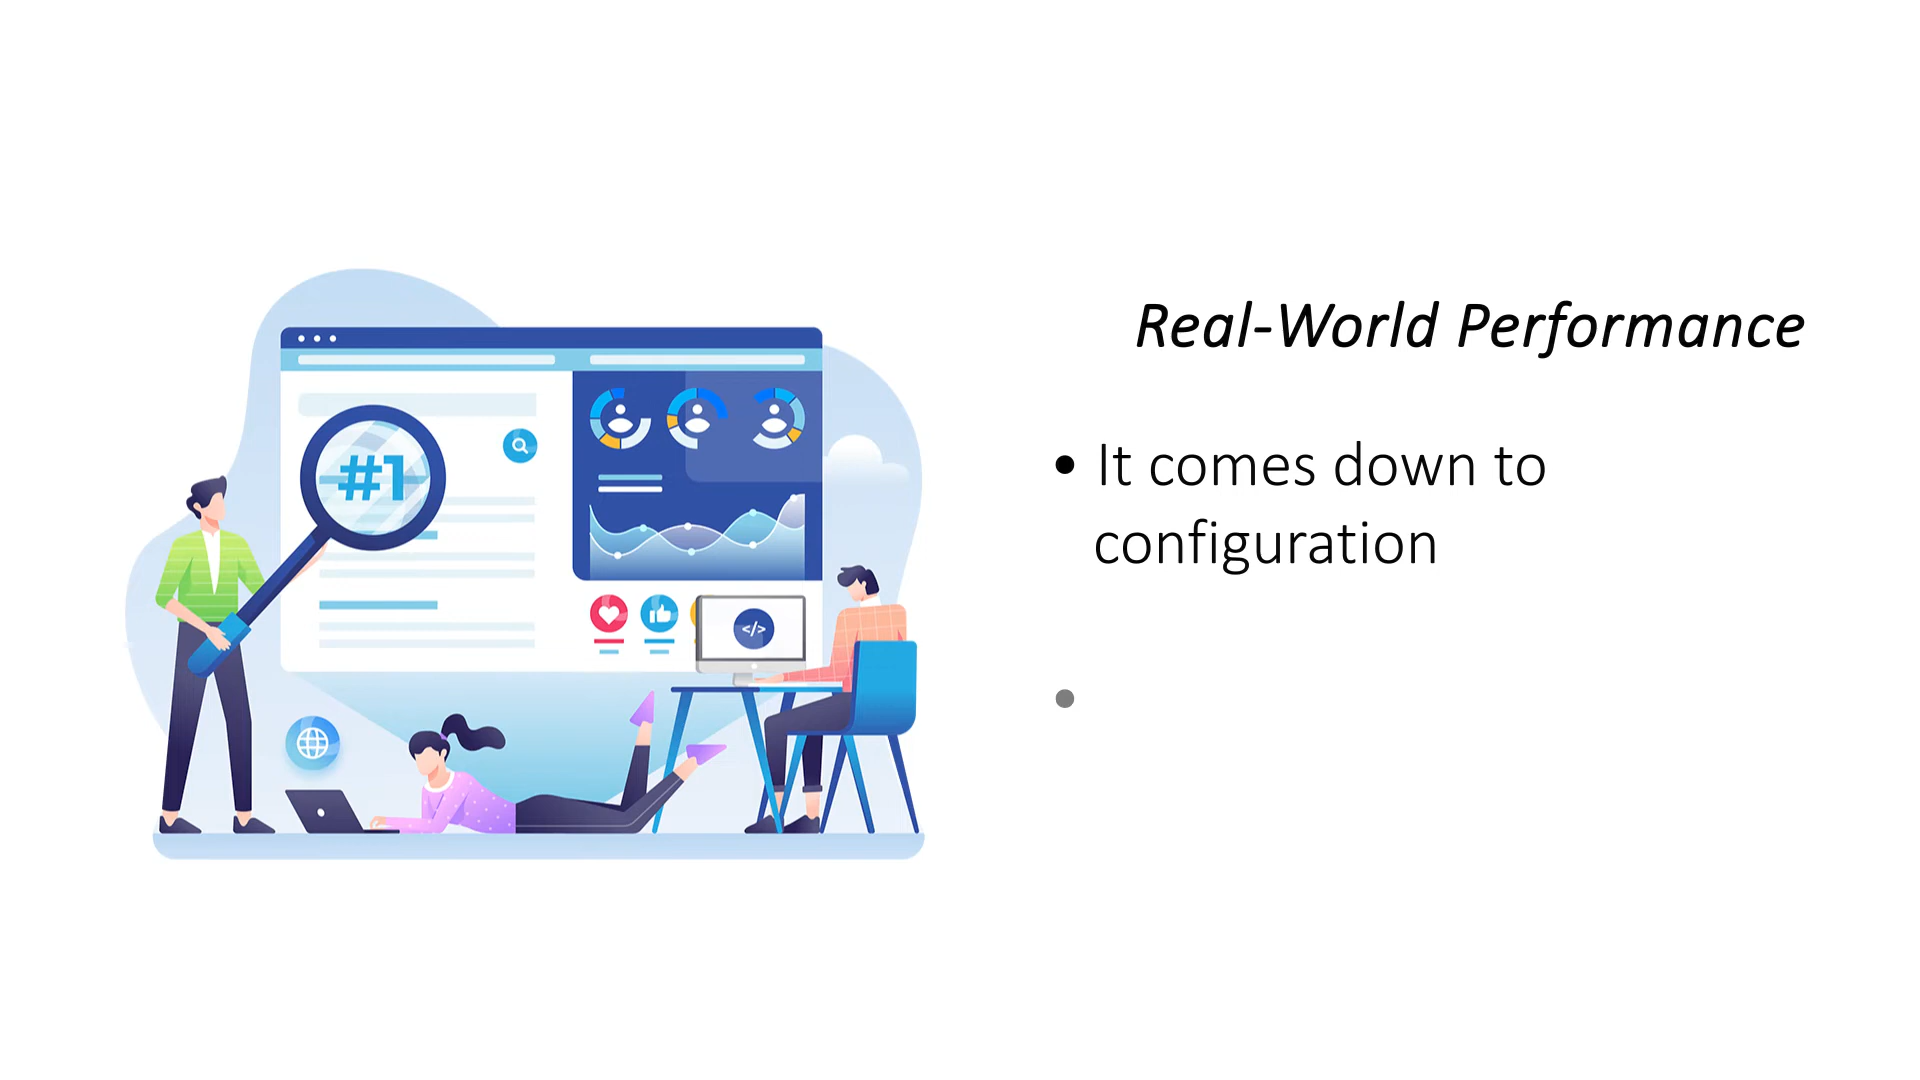 #1
</>
Real-World Performance
• It comes down to
configuration
•